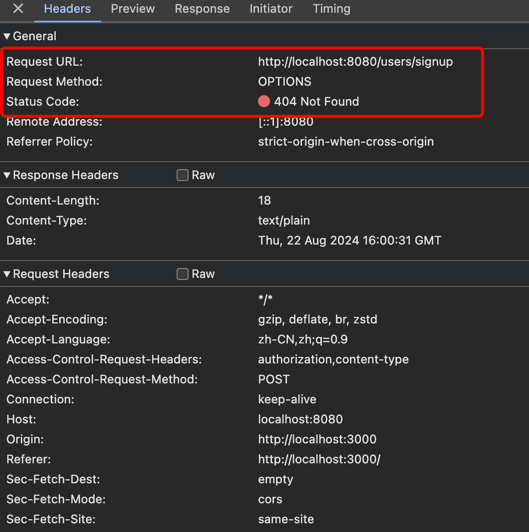 Headers Preview Response Initiator Timing
General
Request URL: http://localhost:8080/users/signup
Request Method: OPTIONS
Status Code: 404 Not Found
Remote Address: [::1]:8080
Referrer Policy: strict-origin-when-cross-origin
Response Headers Raw
Content-Length: 18
Content-Type: text/plain
Date: Thu, 22 Aug 2024 16:00:31 GMT
Request Headers Raw
Accept: */*
Accept-Encoding: gzip, deflate, br, zstd
Accept-Language: zh-CN,zh;q=0.9
Access-Control-Request-Headers: authorization,content-type
Access-Control-Request-Method: POST
Connection: keep-alive
Host: localhost:8080
Origin: http://localhost:3000
Referer: http://localhost:3000/
Sec-Fetch-Dest: empty
Sec-Fetch-Mode: cors
Sec-Fetch-Site: same-site